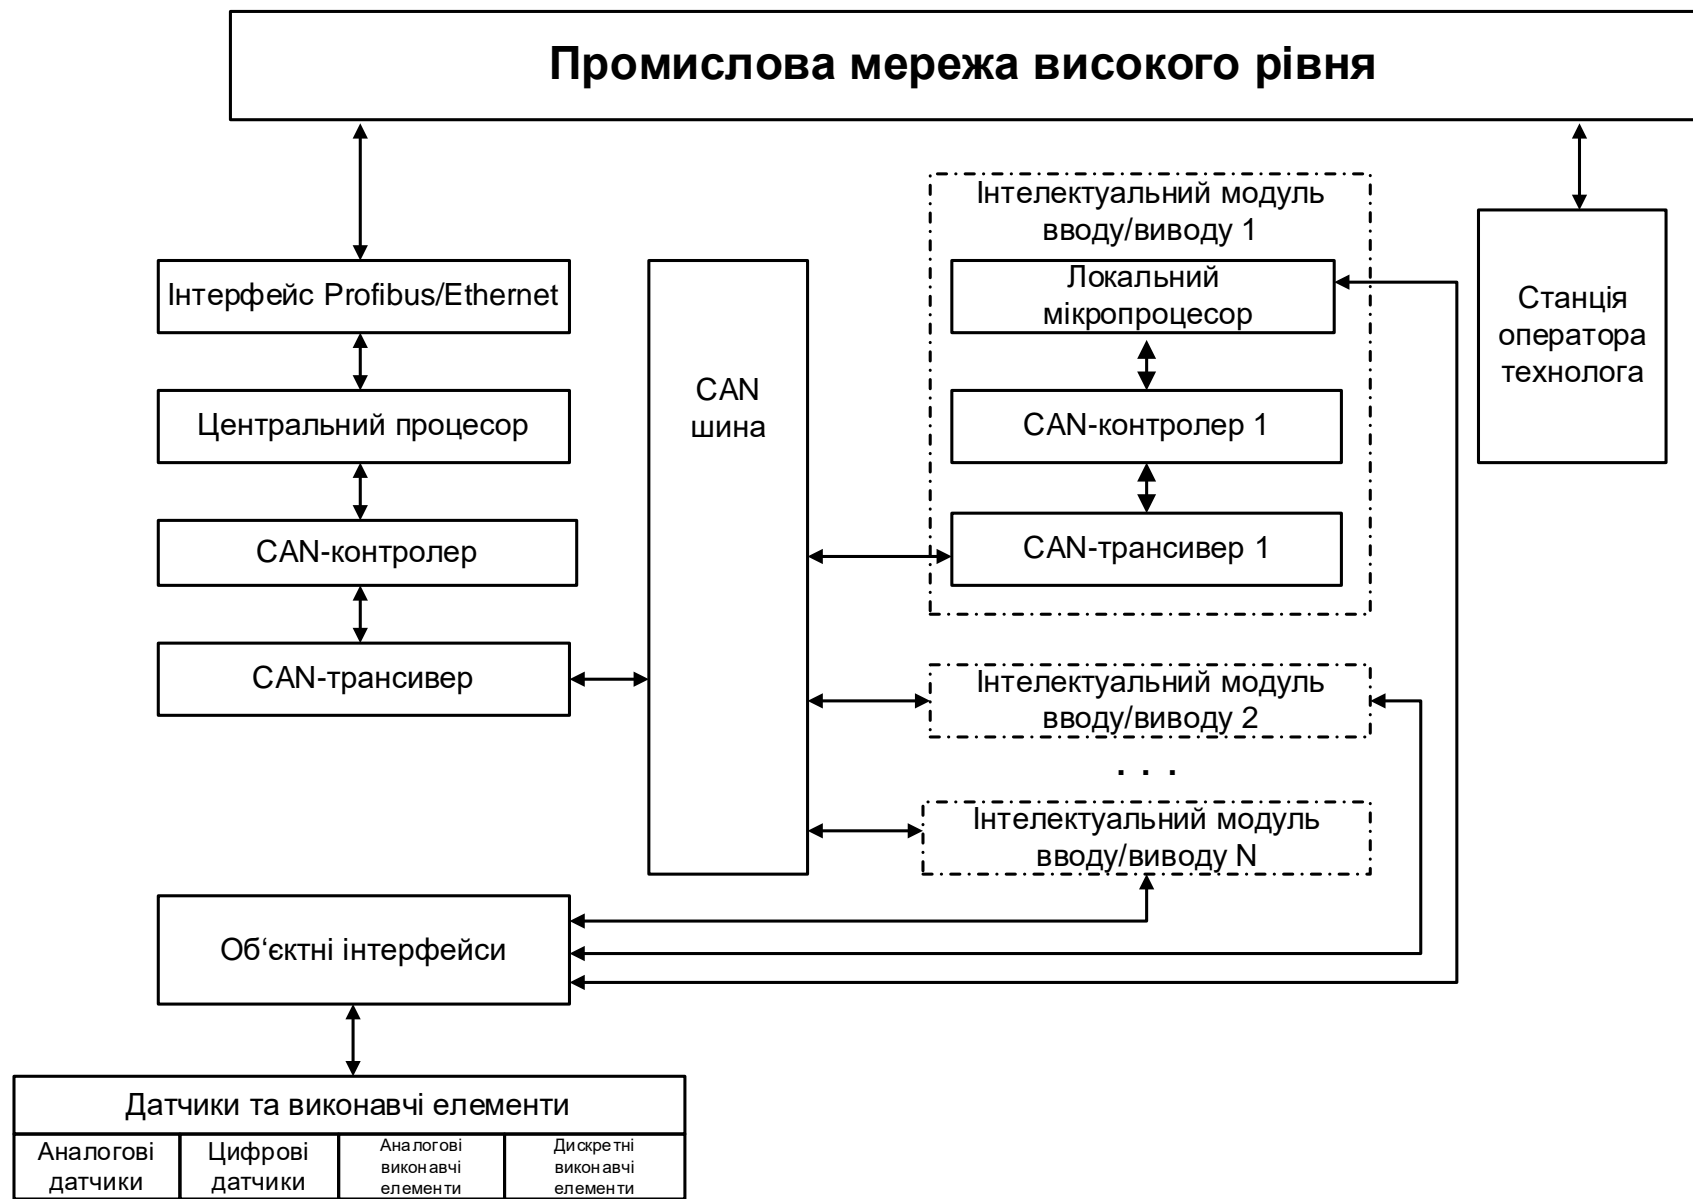 Промислова мережа високого рівня
Інтелектуальний модуль
вводу/виводу 1
Інтерфейс Profibus/Ethernet
Локальний
мікропроцесор
Станція
оператора
технолога
CAN
шина
Центральний процесор
CAN-контролер 1
CAN-контролер
CAN-трансивер 1
CAN-трансивер
Інтелектуальний модуль
вводу/виводу 2
. . .
Інтелектуальний модуль
вводу/виводу N
Об‘єктні інтерфейси
Датчики та виконавчі елементи
Аналогові
датчики
Цифрові
датчики
Аналогові
виконавчі
елементи
Дискретні
виконавчі
елементи